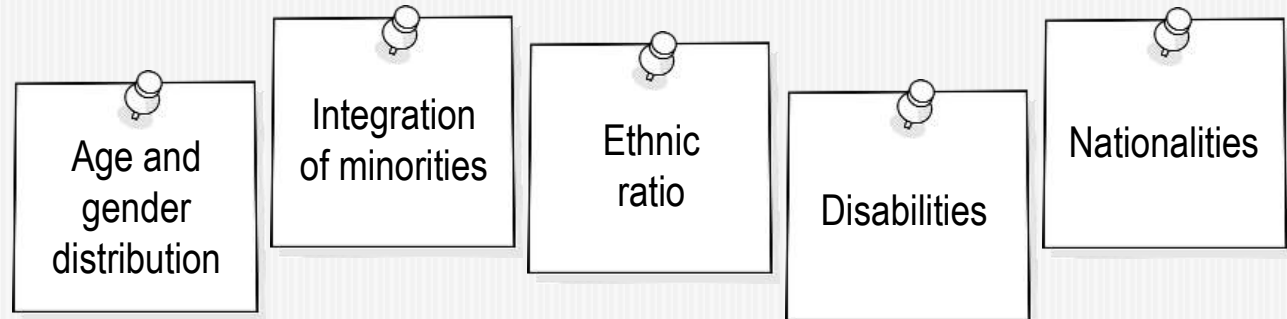 Age and
gender
distribution
Integration
of minorities
Ethnic
ratio
Disabilities
Nationalities